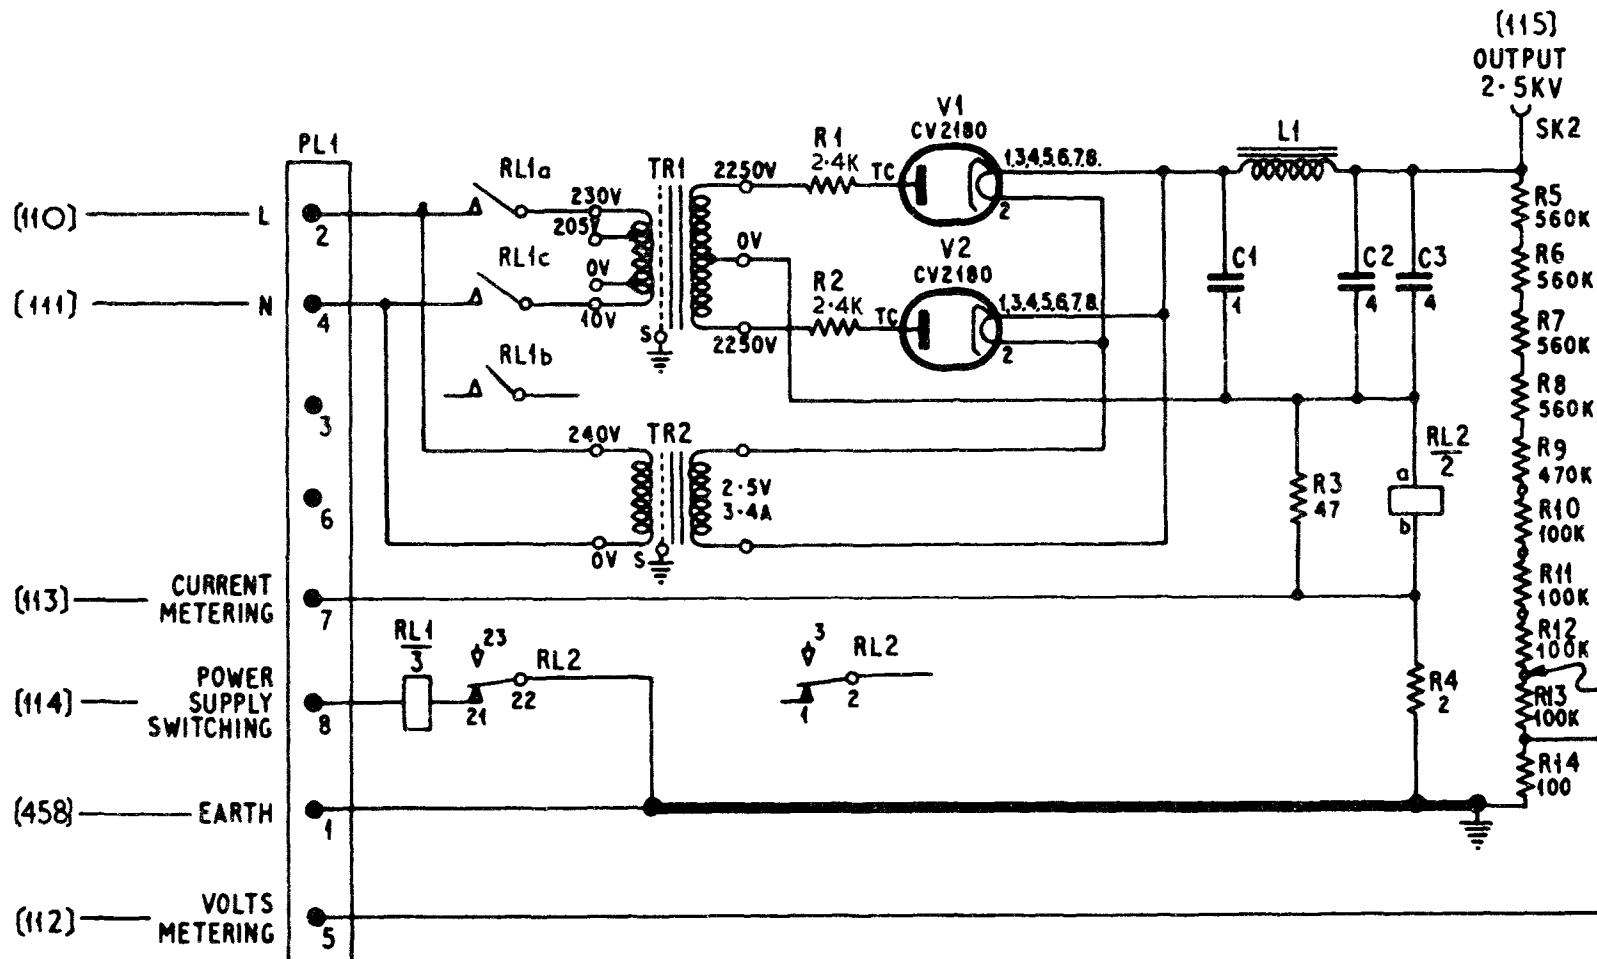 (115)
OUTPUT
2·5KV
SK2
PL1
RL1a
TR1
2250V
R1
2·4K
TC
V1
CV2180
1,3,4,5,6,7,8.
2
L1
(110)
L
2
230V
205V
0V
V2
CV2180
R5
560K
RL1c
0V
R2
2·4K
TC
1,3,4,5,6,7,8.
2
C1
1
C2
4
C3
4
R6
560K
(111)
N
4
10V
S
2250V
R7
560K
RL1b
3
R8
560K
240V
TR2
RL2
2
R9
470K
6
2·5V
3·4A
R3
47
a
b
R10
100K
0V
S
(113)
CURRENT
METERING
7
R11
100K
RL1
3
23
RL2
3
RL2
R12
100K
(114)
POWER
SUPPLY
SWITCHING
8
21
22
1
2
R4
2
R13
100K
R14
100
(458)
EARTH
1
(112)
VOLTS
METERING
5